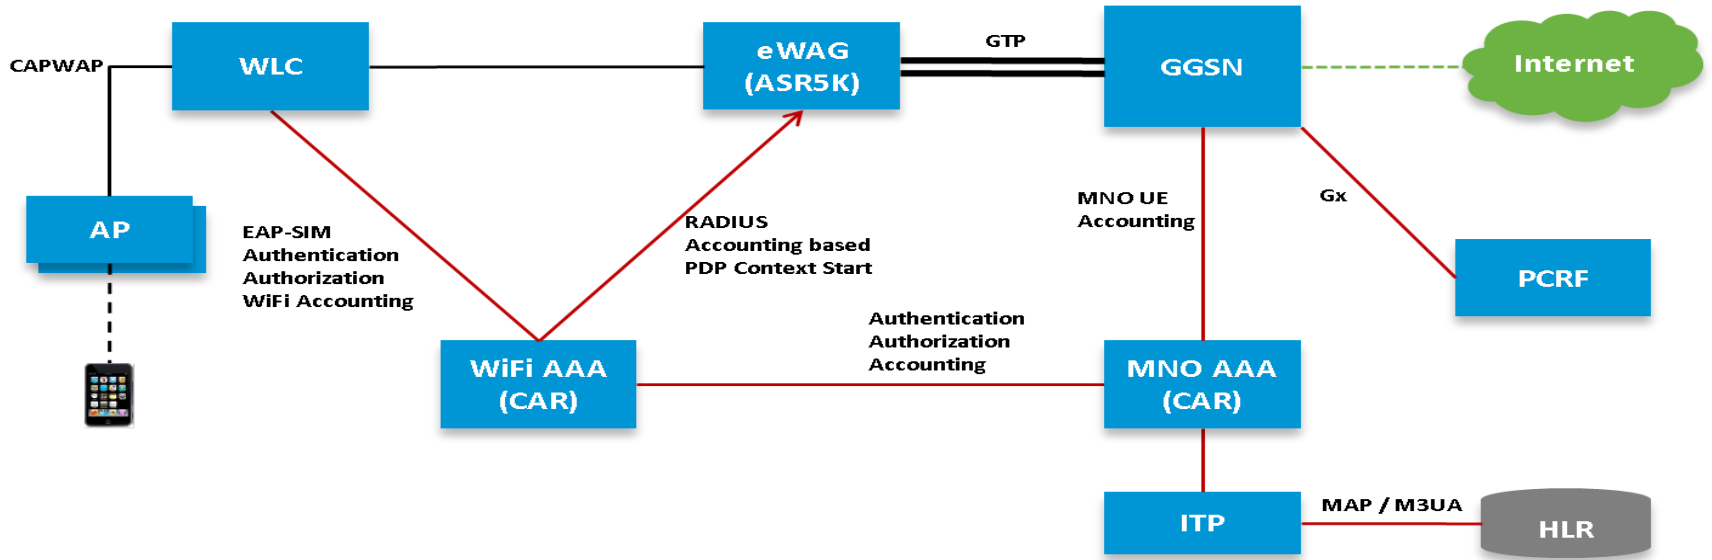 CAPWAP
WLC
eWAG
(ASR5K)
GTP
GGSN
Internet
AP
EAP-SIM
Authentication
Authorization
WiFi Accounting
RADIUS
Accounting based
PDP Context Start
MNO UE
Accounting
Gx
PCRF
WiFi AAA
(CAR)
Authentication
Authorization
Accounting
MNO AAA
(CAR)
ITP
MAP / M3UA
HLR